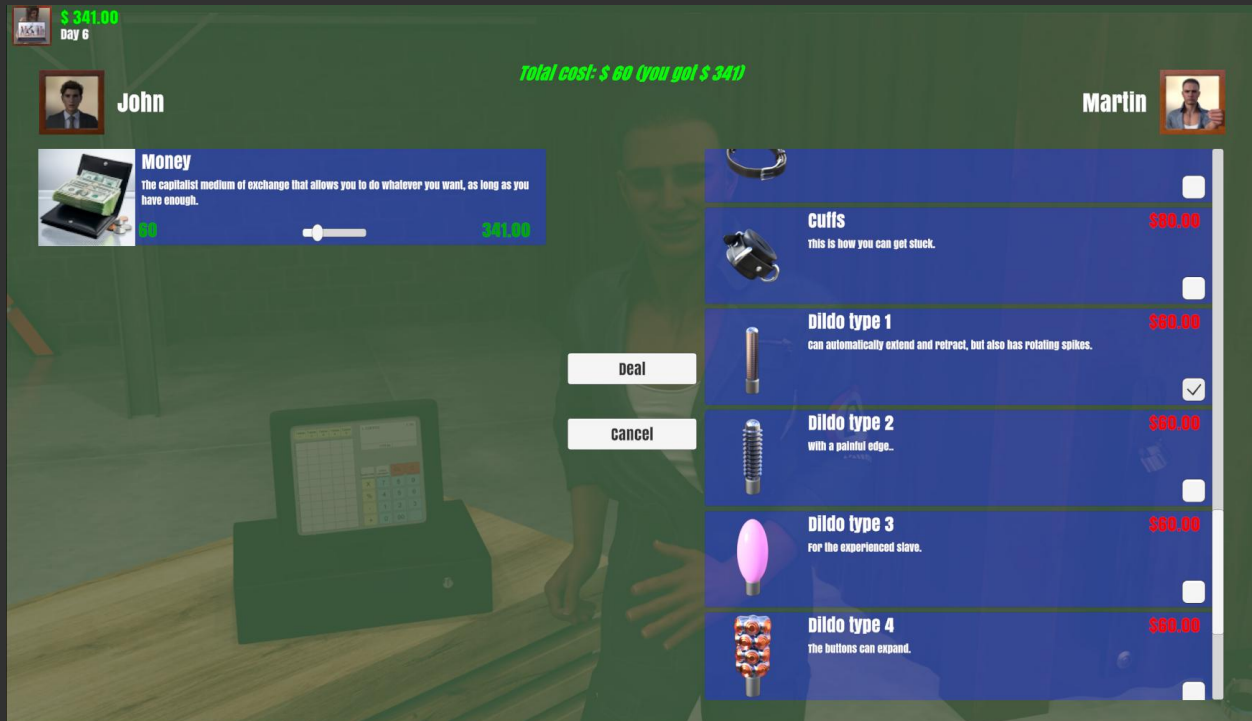 $ 341.00
Day 6
Total cost: $ 60 (you got $ 341)
John
Martin
Money
The capitalist medium of exchange that allows you to do whatever you want, as long as you
have enough.
60
341.00
Cuffs
$80.00
This is how you can get stuck.
Dildo type 1
$60.00
Can automatically extend and retract, but also has rotating spikes.
Deal
Cancel
Dildo type 2
$60.00
With a painful edge..
Dildo type 3
$60.00
For the experienced slave.
Dildo type 4
$60.00
The buttons can expand.